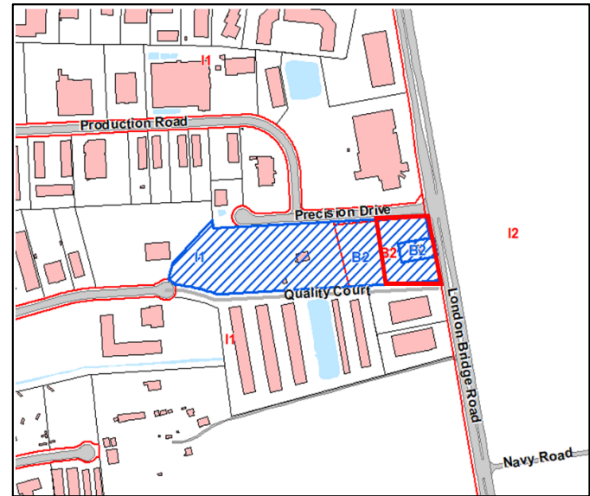 I1
Production Road
Precision Drive
I2
I1
B2
B2
B2
Quality Court
London Bridge Road
I1
Navy Road